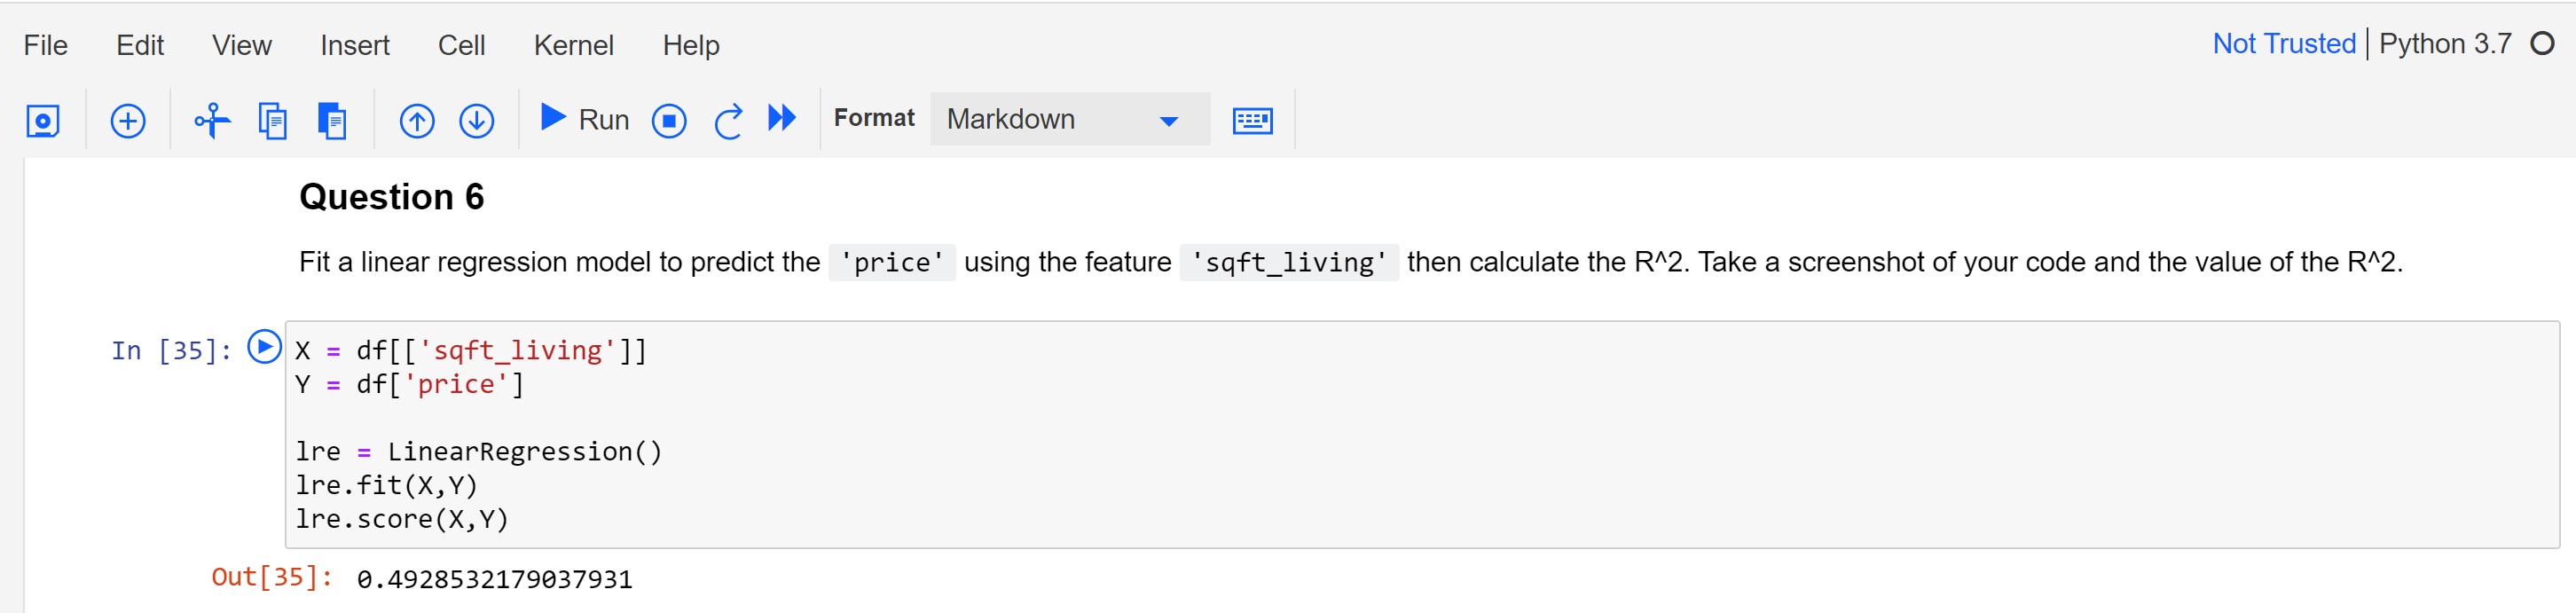 File Edit View Insert Cell Kernel Help Not Trusted | Python 3.7
Run Format Markdown
Question 6
Fit a linear regression model to predict the 'price' using the feature 'sqft_living' then calculate the R^2. Take a screenshot of your code and the value of the R^2.
In [35]: X = df[['sqft_living']]
Y = df['price']
lre = LinearRegression()
lre.fit(X,Y)
lre.score(X,Y)
Out[35]: 0.4928532179037931